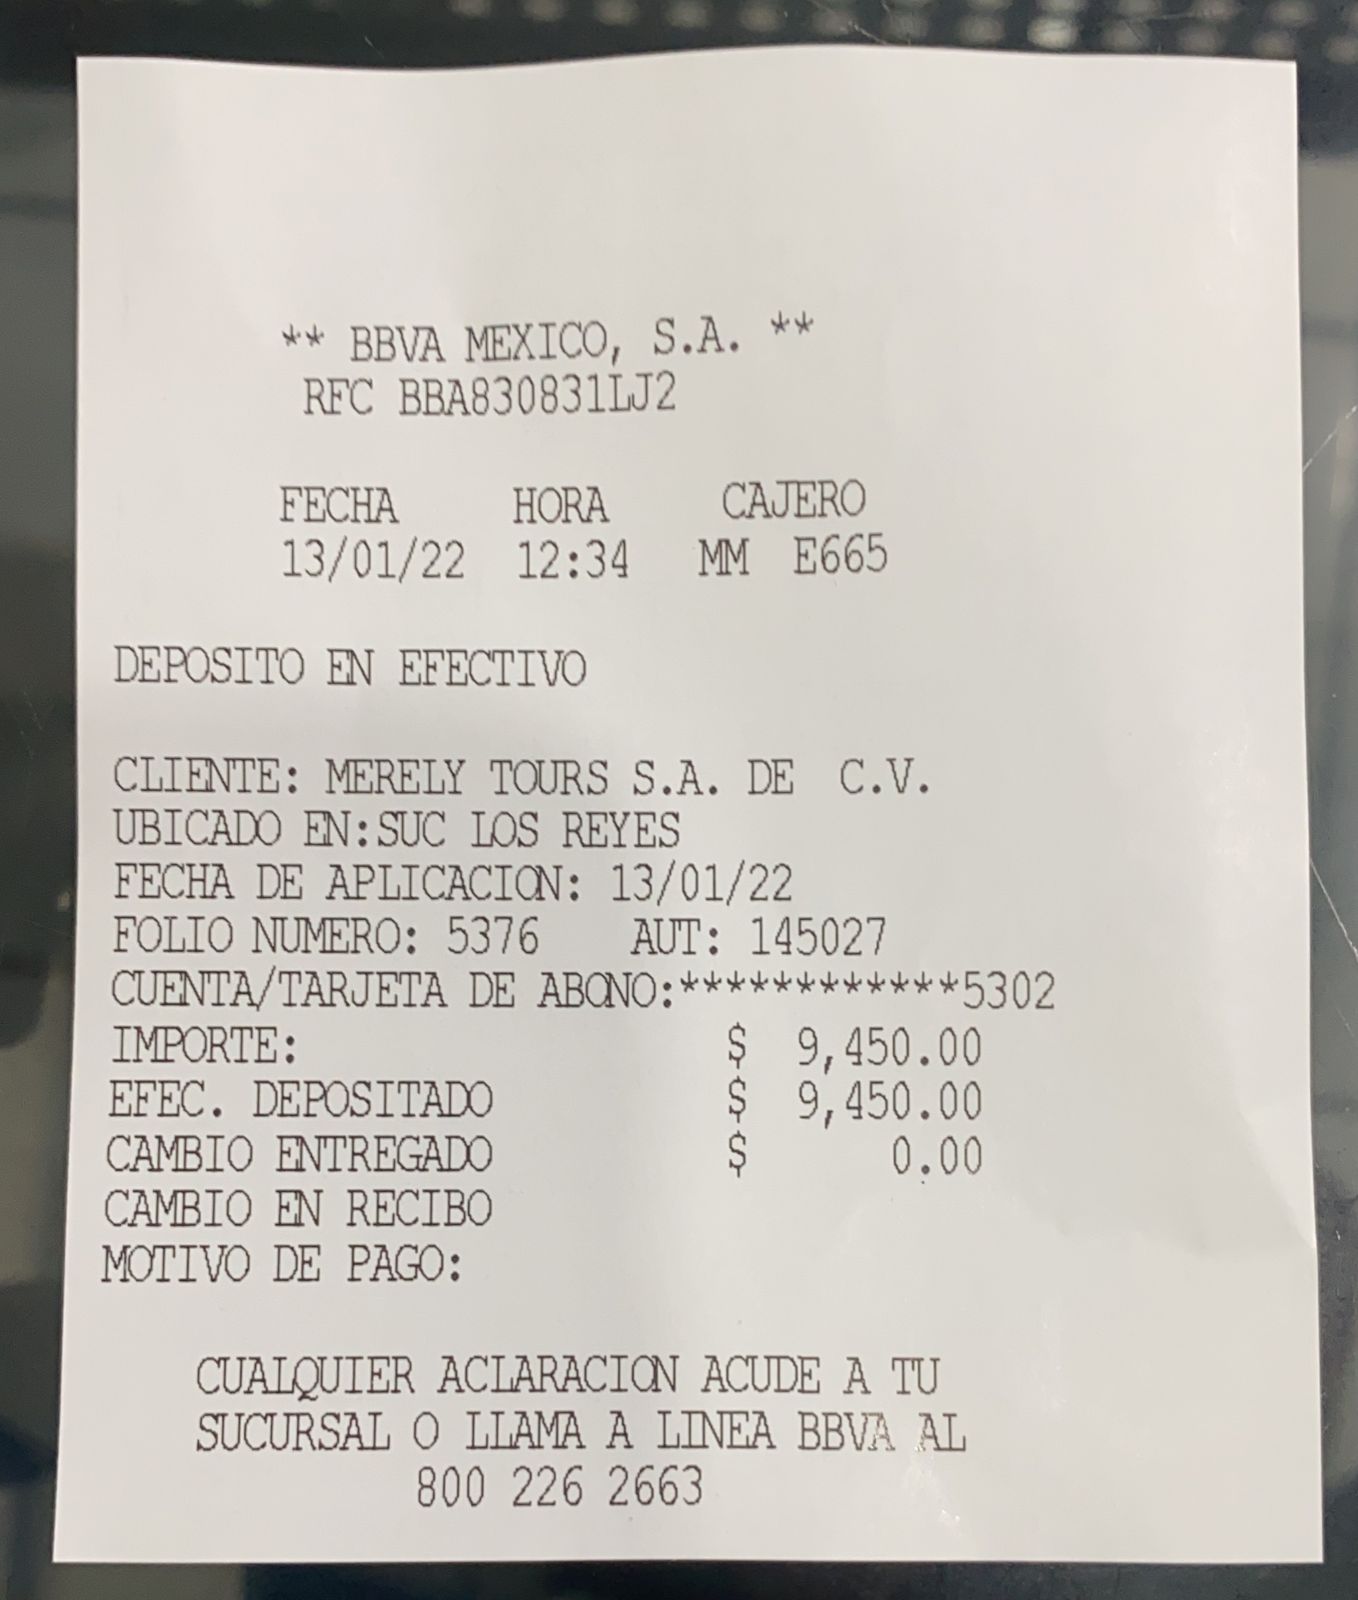 ** BBVA MEXICO, S.A. **
RFC BBA830831LJ2
FECHA HORA CAJERO
13/01/22 12:34 MM E665
DEPOSITO EN EFECTIVO
CLIENTE: MERELY TOURS S.A. DE C.V.
UBICADO EN:SUC LOS REYES
FECHA DE APLICACION: 13/01/22
FOLIO NUMERO: 5376 AUT: 145027
CUENTA/TARJETA DE ABONO:************5302
IMPORTE: $ 9,450.00
EFEC. DEPOSITADO $ 9,450.00
CAMBIO ENTREGADO $ 0.00
CAMBIO EN RECIBO
MOTIVO DE PAGO:
CUALQUIER ACLARACION ACUDE A TU
SUCURSAL O LLAMA A LINEA BBVA AL
800 226 2663